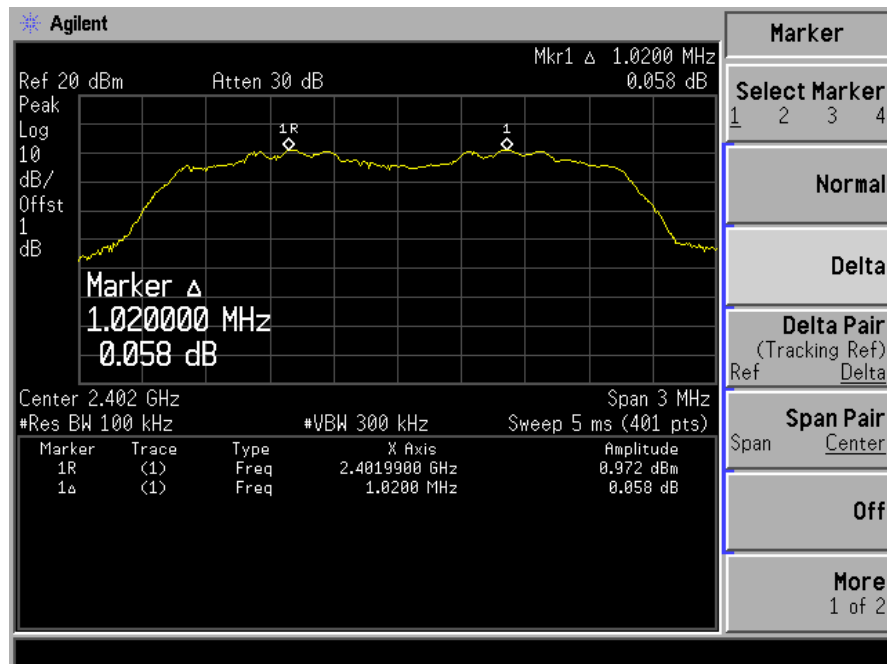 Agilent
Mkr1 Δ 1.0200 MHz
Ref 20 dBm Atten 30 dB 0.058 dB
Peak
Log
10
dB/
Offst
1
dB
1R
1
Marker Δ
1.020000 MHz
0.058 dB
Center 2.402 GHz Span 3 MHz
#Res BW 100 kHz #VBW 300 kHz Sweep 5 ms (401 pts)
Marker Trace Type X Axis Amplitude
1R (1) Freq 2.4019900 GHz 0.972 dBm
1Δ (1) Freq 1.0200 MHz 0.058 dB
Marker
Select Marker
1 2 3 4
Normal
Delta
Delta Pair
(Tracking Ref)
Ref Delta
Span Pair
Span Center
Off
More
1 of 2